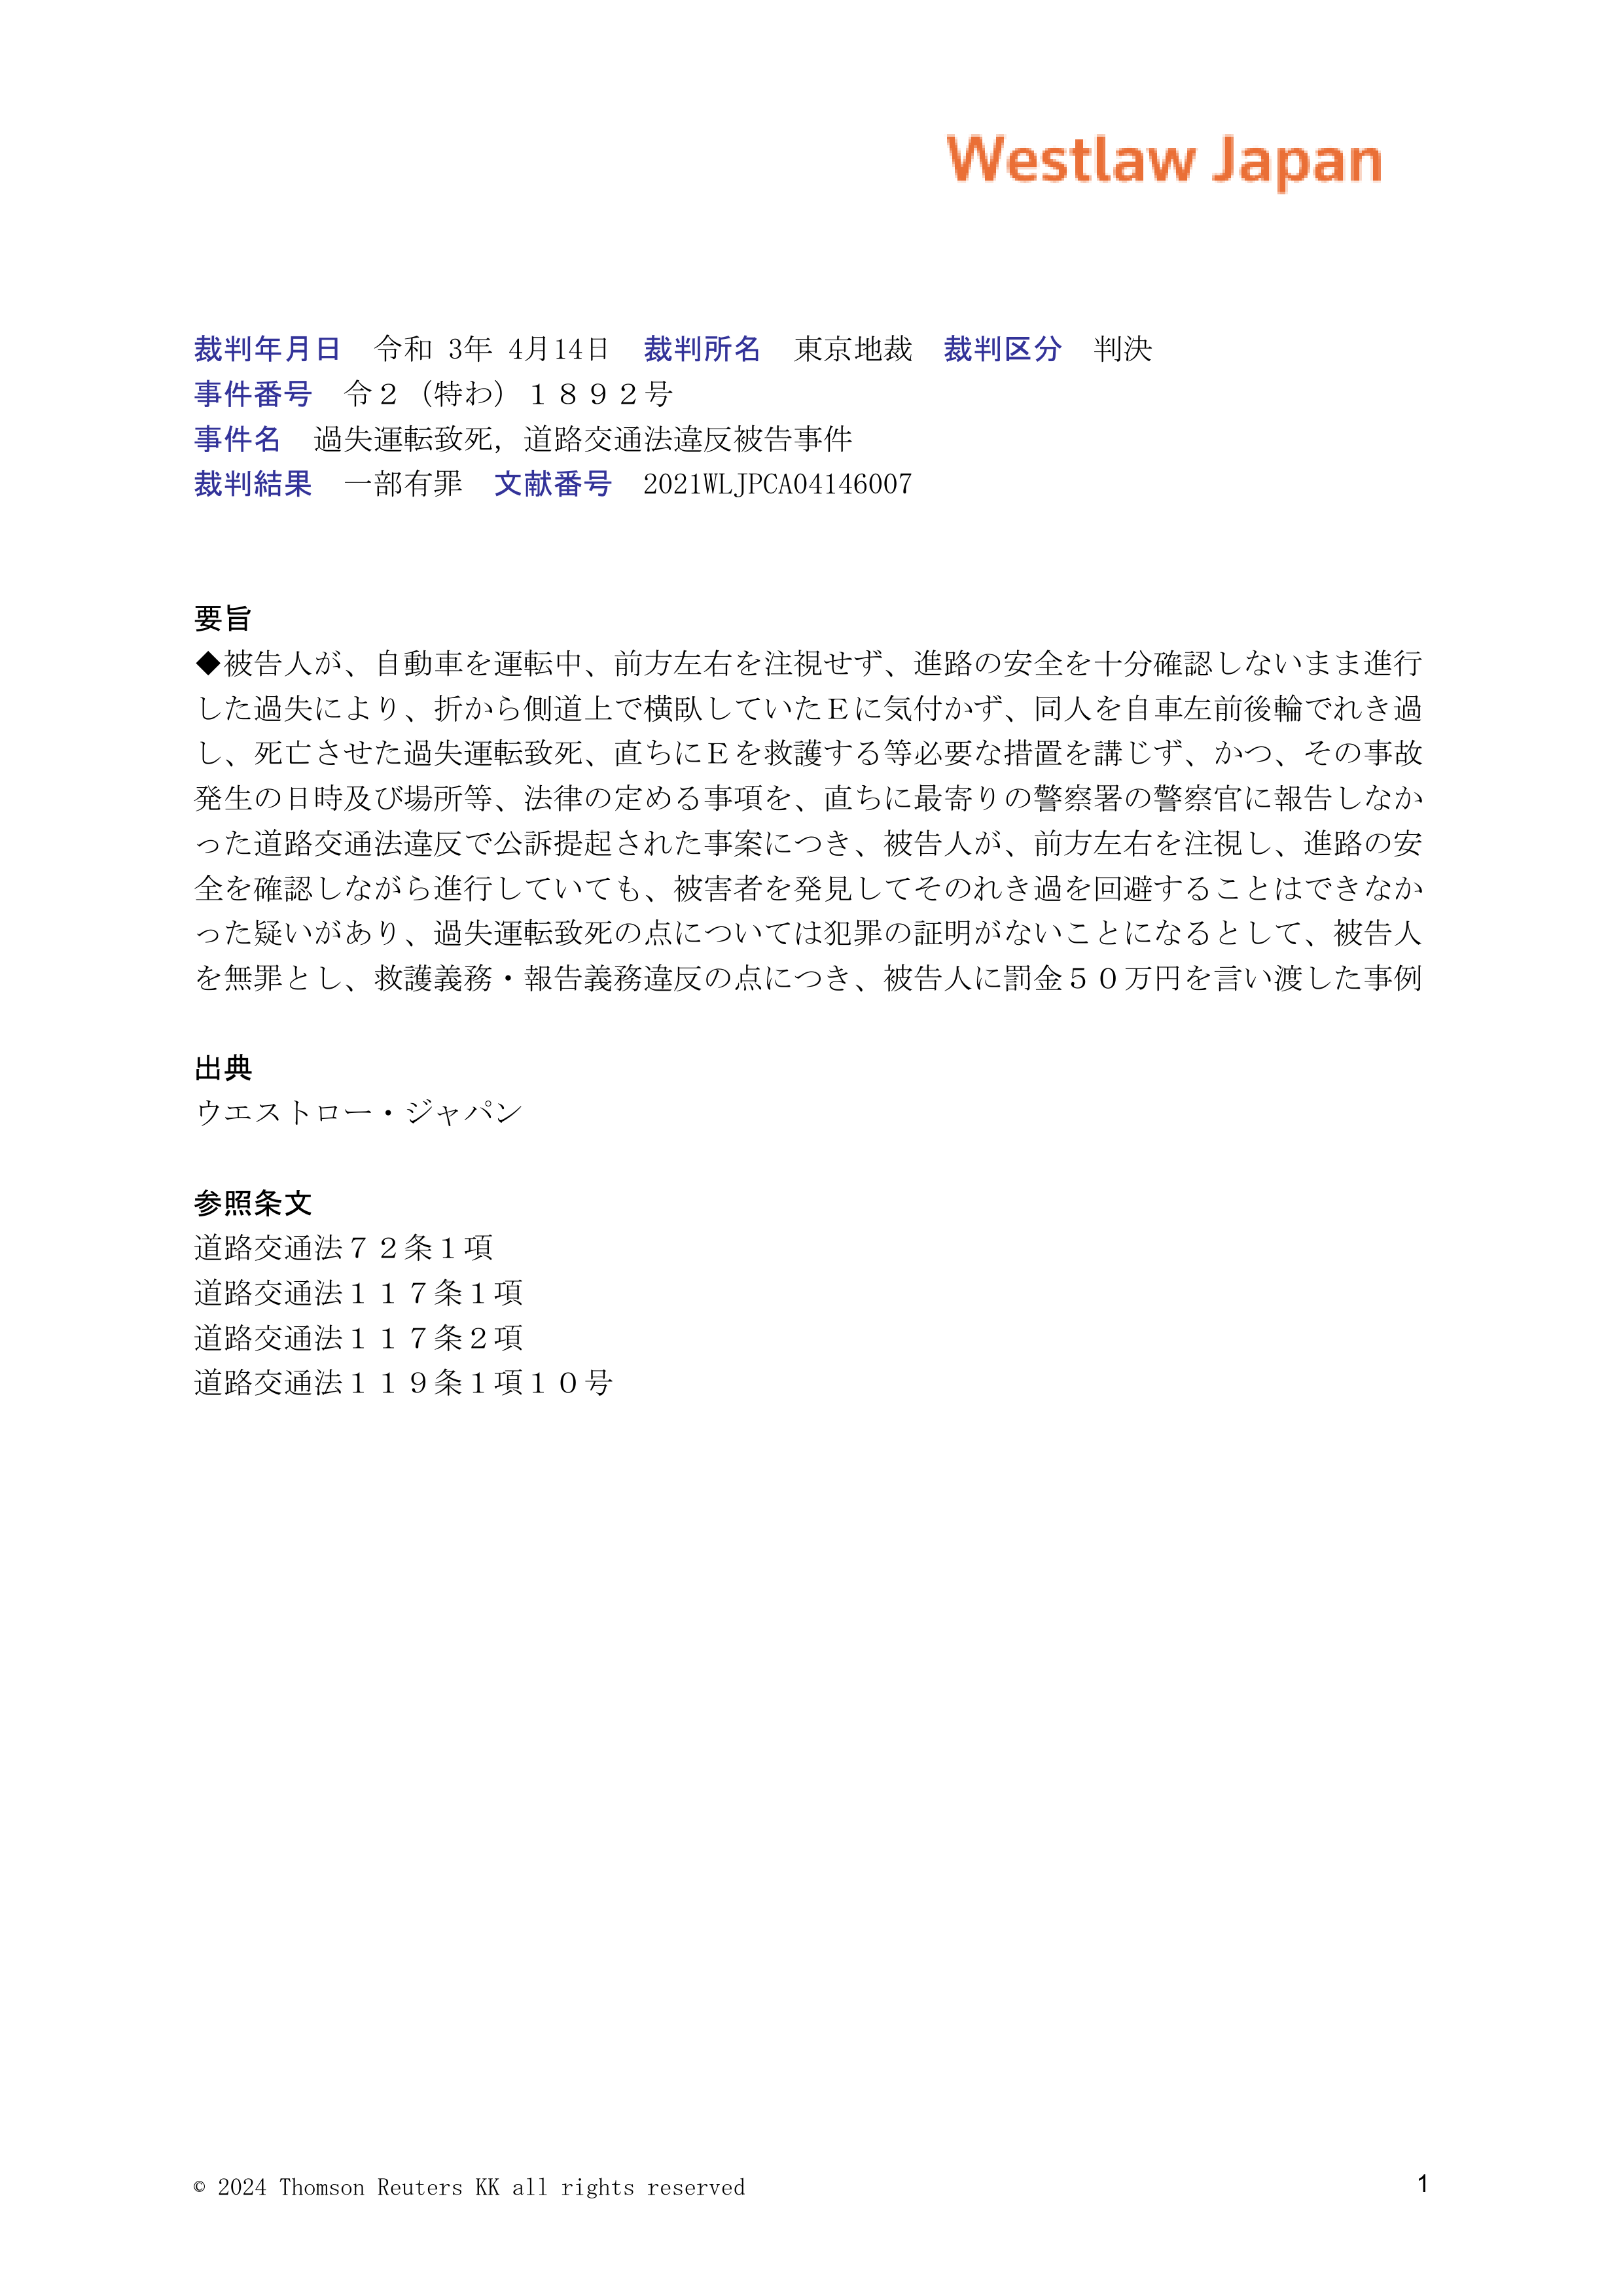 Westlaw Japan
裁判年月日　令和 3年 4月14日　裁判所名　東京地裁　裁判区分　判決
事件番号　令２（特わ）１８９２号
事件名　過失運転致死，道路交通法違反被告事件
裁判結果　一部有罪　文献番号　2021WLJPCA04146007
要旨
◆被告人が、自動車を運転中、前方左右を注視せず、進路の安全を十分確認しないまま進行
した過失により、折から側道上で横臥していたＥに気付かず、同人を自車左前後輪でれき過
し、死亡させた過失運転致死、直ちにＥを救護する等必要な措置を講じず、かつ、その事故
発生の日時及び場所等、法律の定める事項を、直ちに最寄りの警察署の警察官に報告しなか
った道路交通法違反で公訴提起された事案につき、被告人が、前方左右を注視し、進路の安
全を確認しながら進行していても、被害者を発見してそのれき過を回避することはできなか
った疑いがあり、過失運転致死の点については犯罪の証明がないことになるとして、被告人
を無罪とし、救護義務・報告義務違反の点につき、被告人に罰金５０万円を言い渡した事例
出典
ウエストロー・ジャパン
参照条文
道路交通法７２条１項
道路交通法１１７条１項
道路交通法１１７条２項
道路交通法１１９条１項１０号
© 2024 Thomson Reuters KK all rights reserved
1